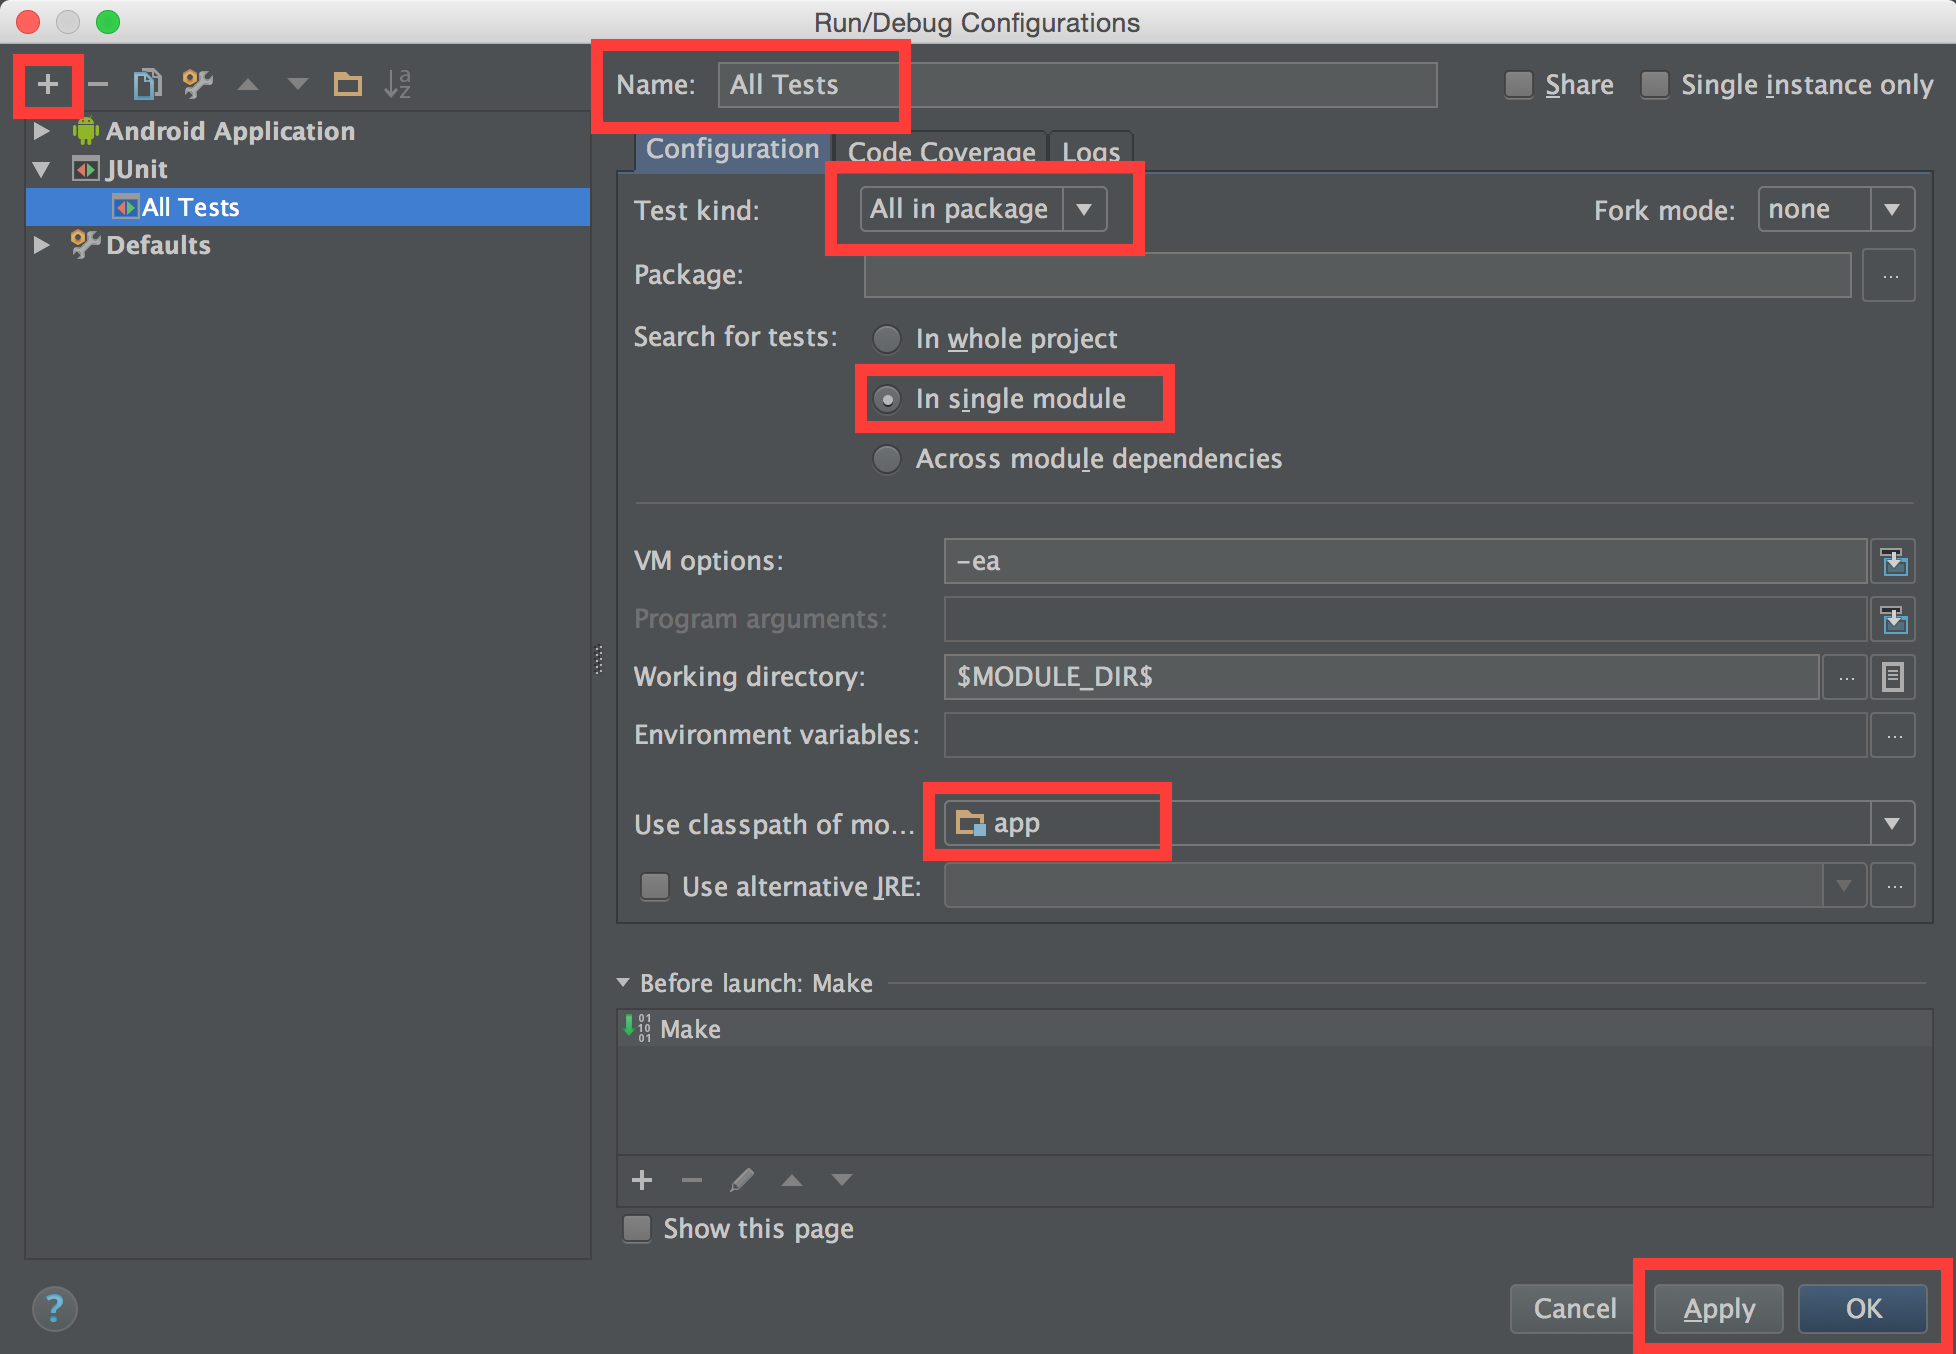 Run/Debug Configurations
Name: All Tests Share Single instance only
Android Application
JUnit
All Tests
Defaults
Configuration Code Coverage Logs
Test kind: All in package Fork mode: none
Package: ...
Search for tests: In whole project
In single module
Across module dependencies
VM options: -ea
Program arguments:
Working directory: $MODULE_DIR$ ...
Environment variables: ...
Use classpath of mo... app
Use alternative JRE: ...
Before launch: Make
Make
Show this page
? Cancel Apply OK